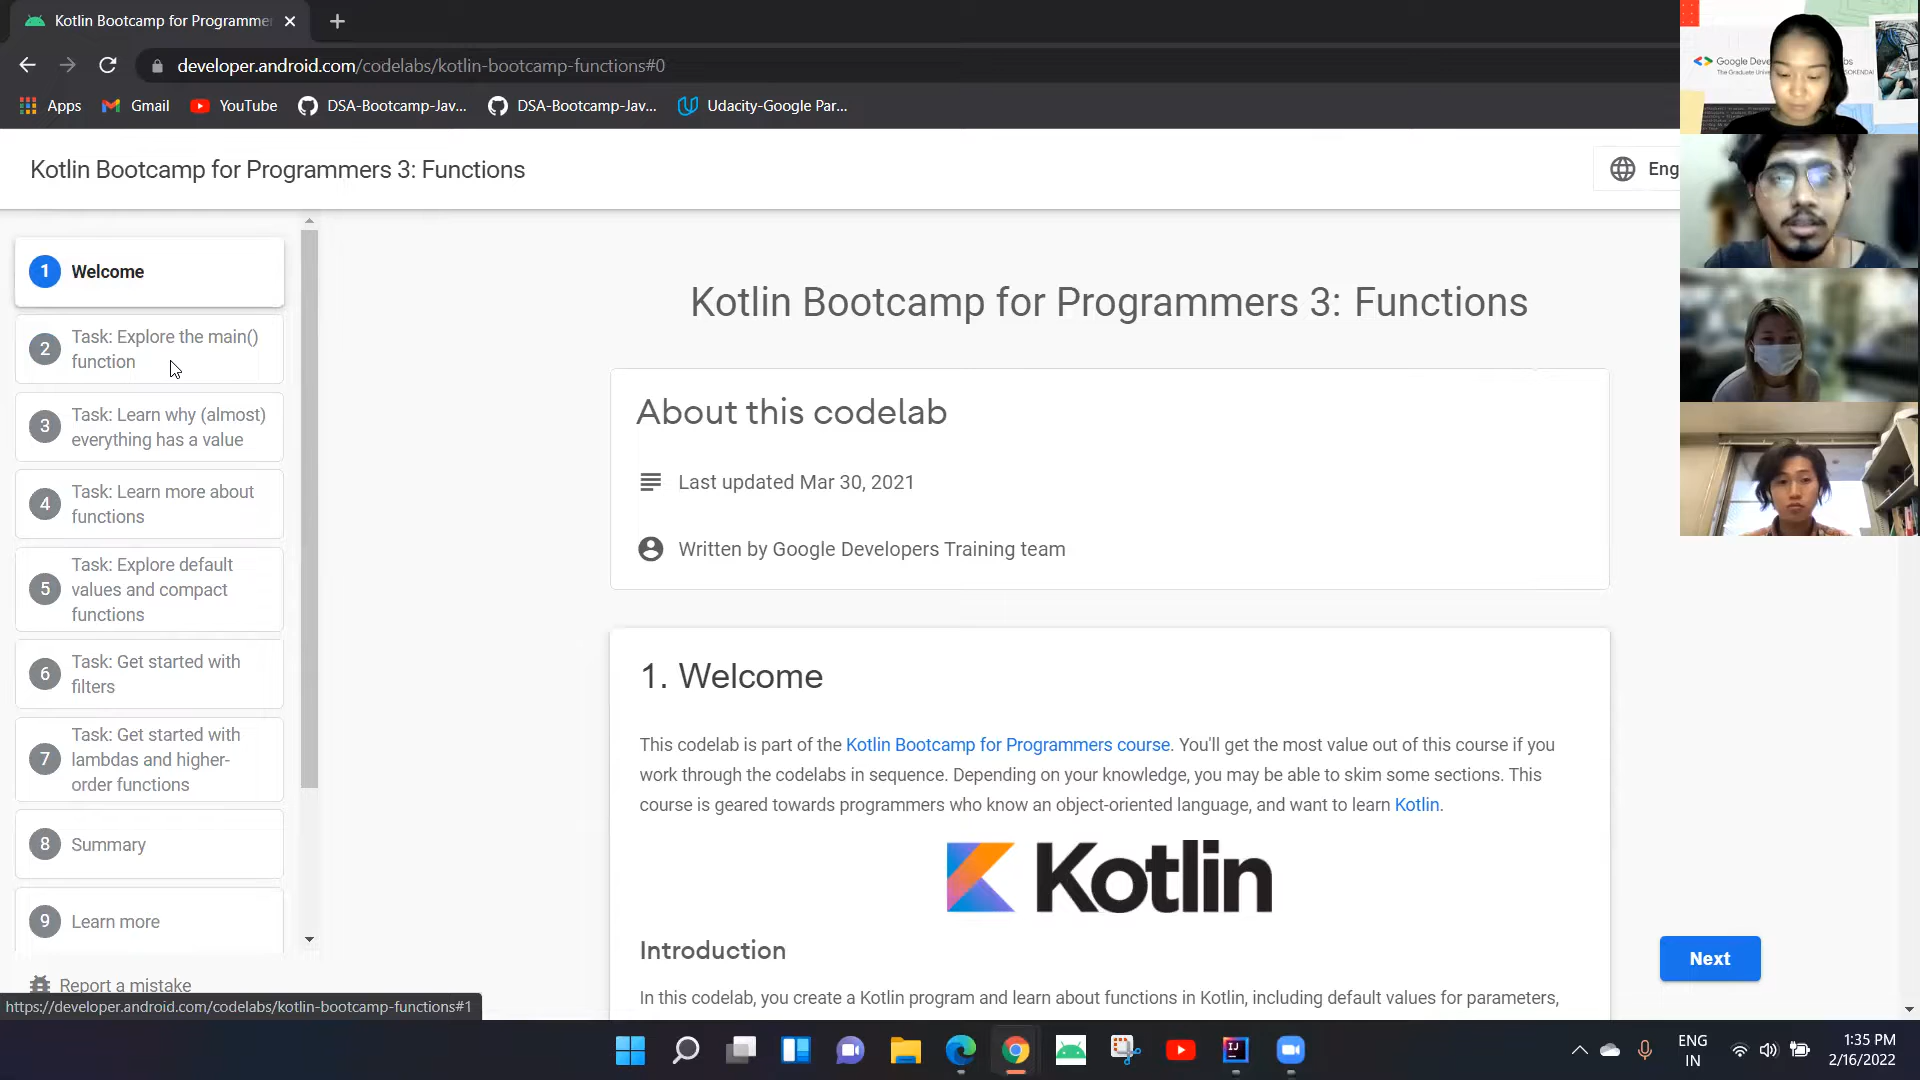 Kotlin Bootcamp for Programme
developer.android.com/codelabs/kotlin-bootcamp-functions#0
Apps
Gmail
YouTube
DSA-Bootcamp-Jav...
DSA-Bootcamp-Jav...
Udacity-Google Par...
Google Deve
Kotlin Bootcamp for Programmers 3: Functions
Eng
1 Welcome
2 Task: Explore the main()
function
3 Task: Learn why (almost)
everything has a value
4 Task: Learn more about
functions
5 Task: Explore default
values and compact
functions
6 Task: Get started with
filters
7 Task: Get started with
lambdas and higher-
order functions
8 Summary
9 Learn more
Report a mistake
https://developer.android.com/codelabs/kotlin-bootcamp-functions#1
Kotlin Bootcamp for Programmers 3: Functions
About this codelab
Last updated Mar 30, 2021
Written by Google Developers Training team
1. Welcome
This codelab is part of the Kotlin Bootcamp for Programmers course. You'll get the most value out of this course if you
work through the codelabs in sequence. Depending on your knowledge, you may be able to skim some sections. This
course is geared towards programmers who know an object-oriented language, and want to learn Kotlin.
Kotlin
Introduction
In this codelab, you create a Kotlin program and learn about functions in Kotlin, including default values for parameters,
Next
ENG
IN
1:35 PM
2/16/2022